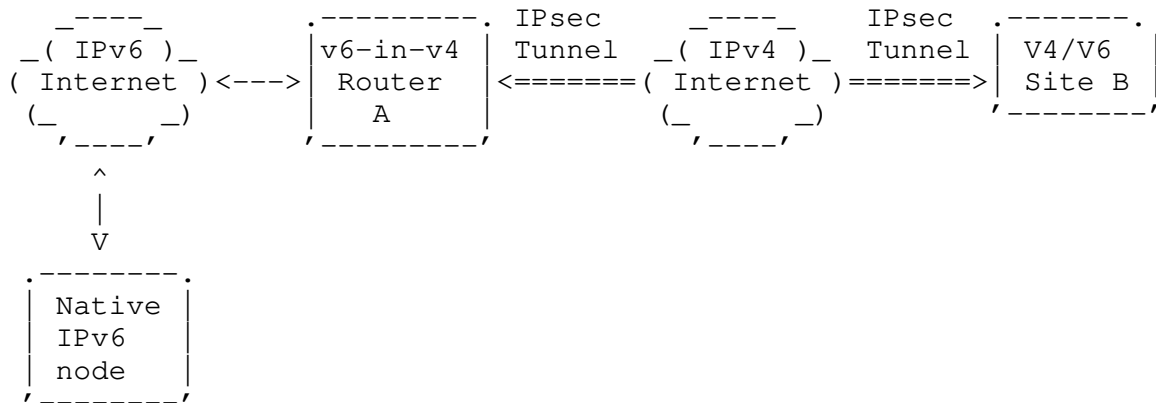 _----_          .---------. IPsec     _----_    IPsec  .-------.
_( IPv6 )_        |v6-in-v4 | Tunnel  _( IPv4 )_  Tunnel | V4/V6  |
( Internet )<--->| Router  |<=======( Internet )=======>| Site B |
(_      _)        |   A     |         (_      _)         '--------'
  '----'          '---------'           '----'
    ^
    |
    V
.--------.
| Native |
| IPv6   |
| node   |
'--------'